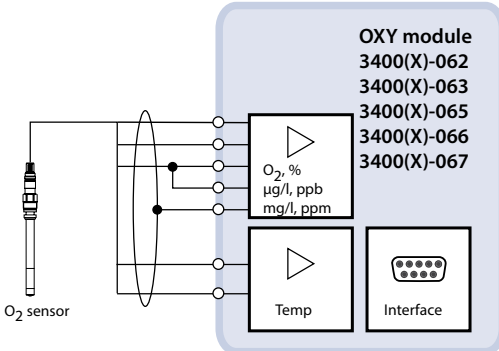 OXY module
3400(X)-062
3400(X)-063
3400(X)-065
3400(X)-066
3400(X)-067
O2, %
µg/l, ppb
mg/l, ppm
O2 sensor
Temp
Interface